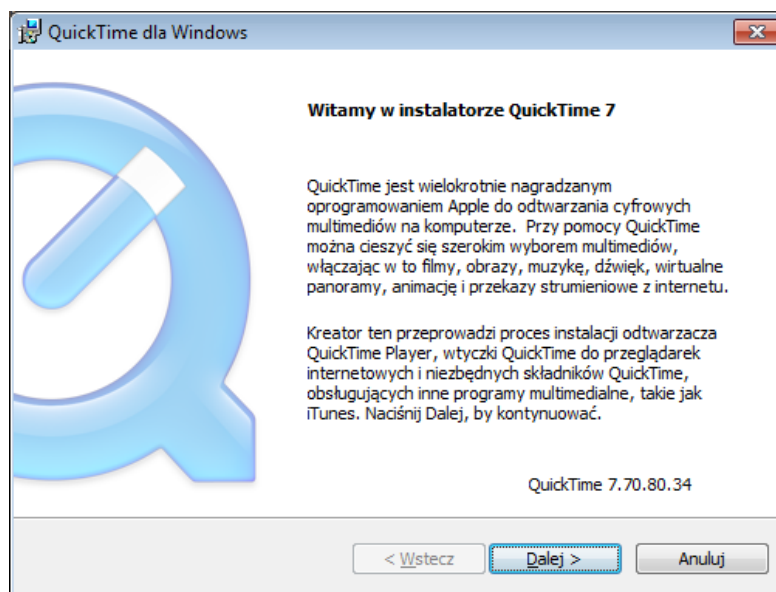 QuickTime dla Windows
Witamy w instalatorze QuickTime 7
QuickTime jest wielokrotnie nagradzanym
oprogramowaniem Apple do odtwarzania cyfrowych
multimediów na komputerze.  Przy pomocy QuickTime
można cieszyć się szerokim wyborem multimediów,
włączając w to filmy, obrazy, muzykę, dźwięk, wirtualne
panoramy, animację i przekazy strumieniowe z internetu.
Kreator ten przeprowadzi proces instalacji odtwarzacza
QuickTime Player, wtyczki QuickTime do przeglądarek
internetowych i niezbędnych składników QuickTime,
obsługujących inne programy multimedialne, takie jak
iTunes. Naciśnij Dalej, by kontynuować.
QuickTime 7.70.80.34
< Wstecz
Dalej >
Anuluj